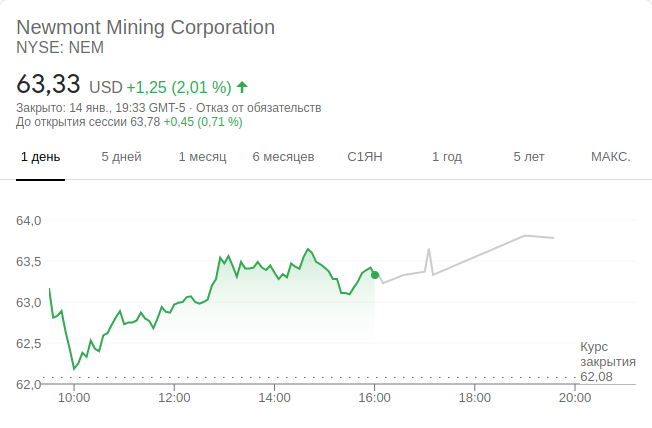 Newmont Mining Corporation
NYSE: NEM
63,33 USD +1,25 (2,01 %)
Закрыто: 14 янв., 19:33 GMT-5 · Отказ от обязательств
До открытия сессии 63,78 +0,45 (0,71 %)
1 день 5 дней 1 месяц 6 месяцев С1ЯН 1 год 5 лет МАКС.
64,0
63,5
63,0
62,5
Курс
закрытия
62,08
62,0
10:00 12:00 14:00 16:00 18:00 20:00